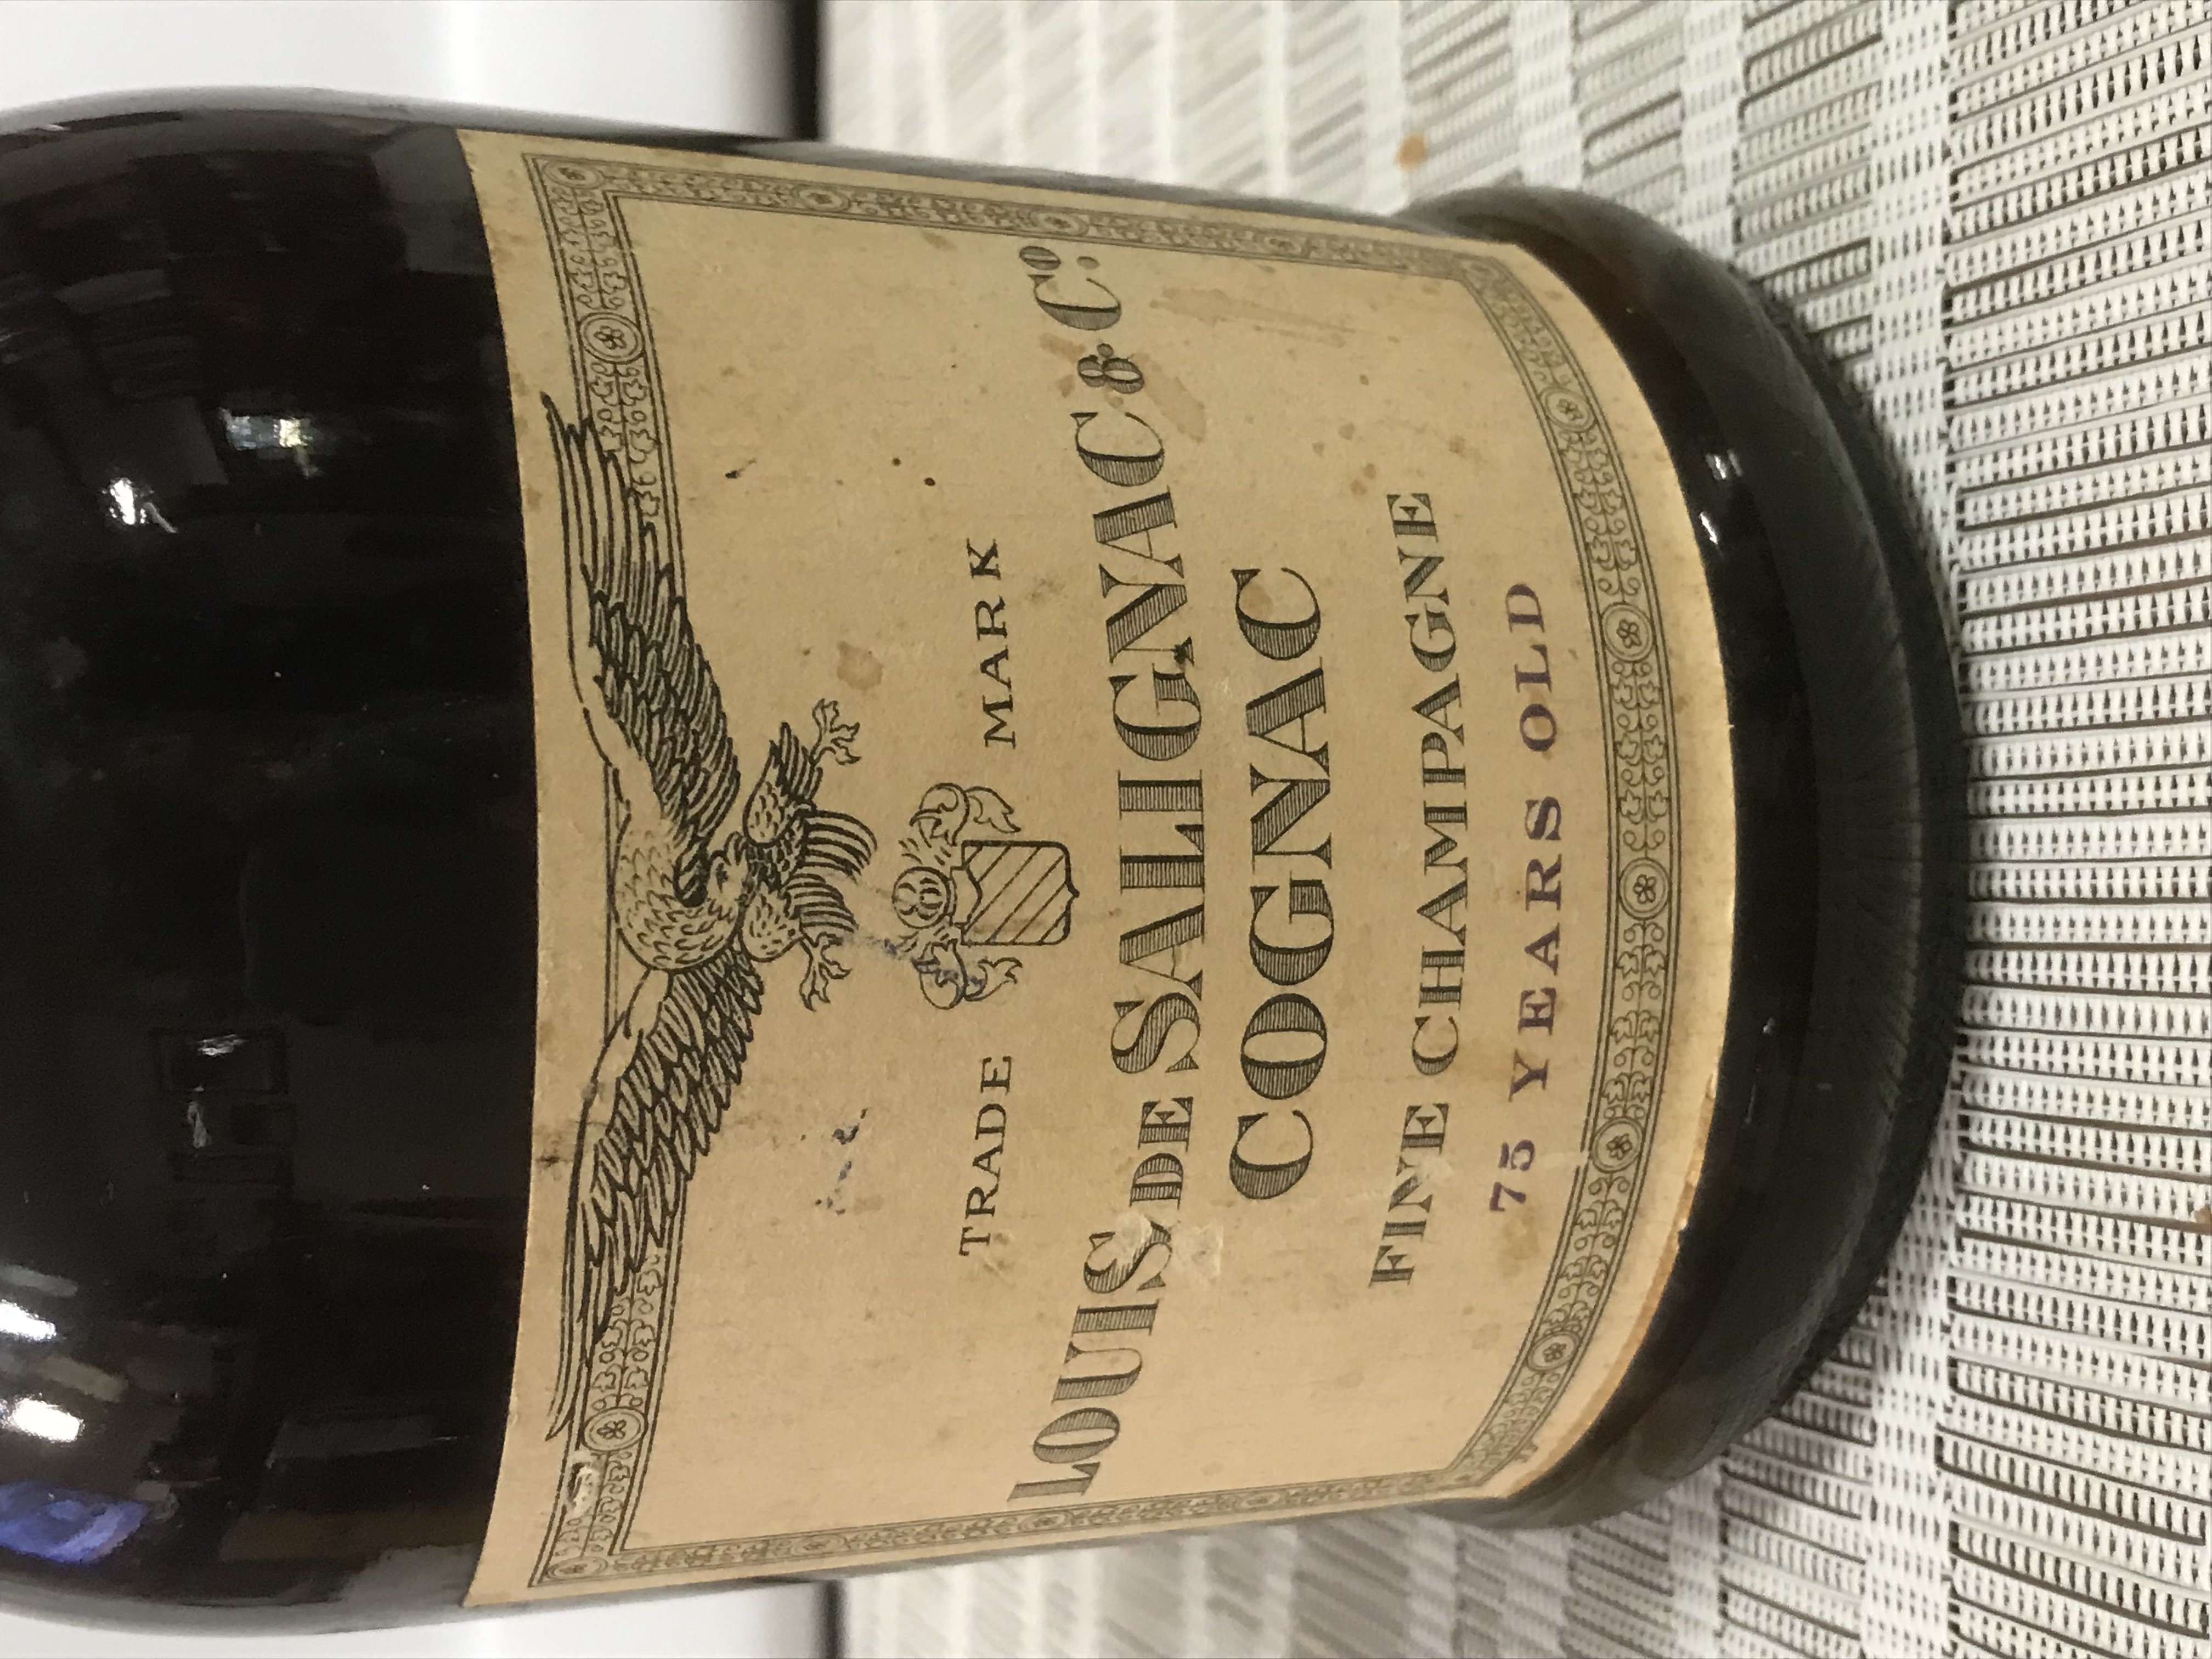 TRADE MARK
LOUIS DE SALIGNAC & Cº.
COGNAC
FINE CHAMPAGNE
75 YEARS OLD